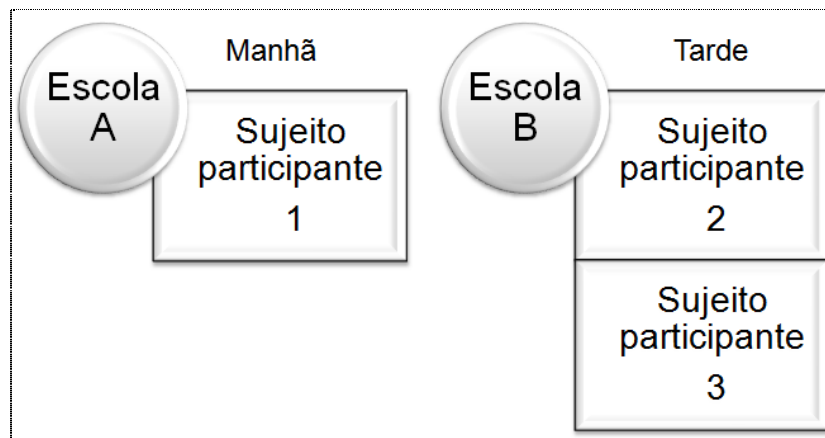 Manhã
Escola
A
Sujeito
participante
1
Tarde
Escola
B
Sujeito
participante
2
Sujeito
participante
3